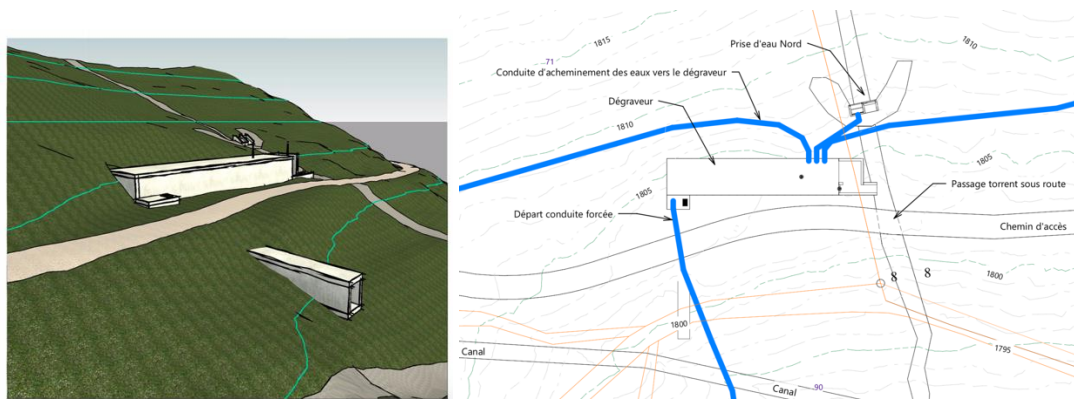 1815
1810
Prise d'eau Nord
71
Conduite d'acheminement des eaux vers le dégraveur
Dégraveur
1810
1805
Passage torrent sous route
1805
Départ conduite forcée
Chemin d'accès
8
8
1800
1800
1795
Canal
Canal
90